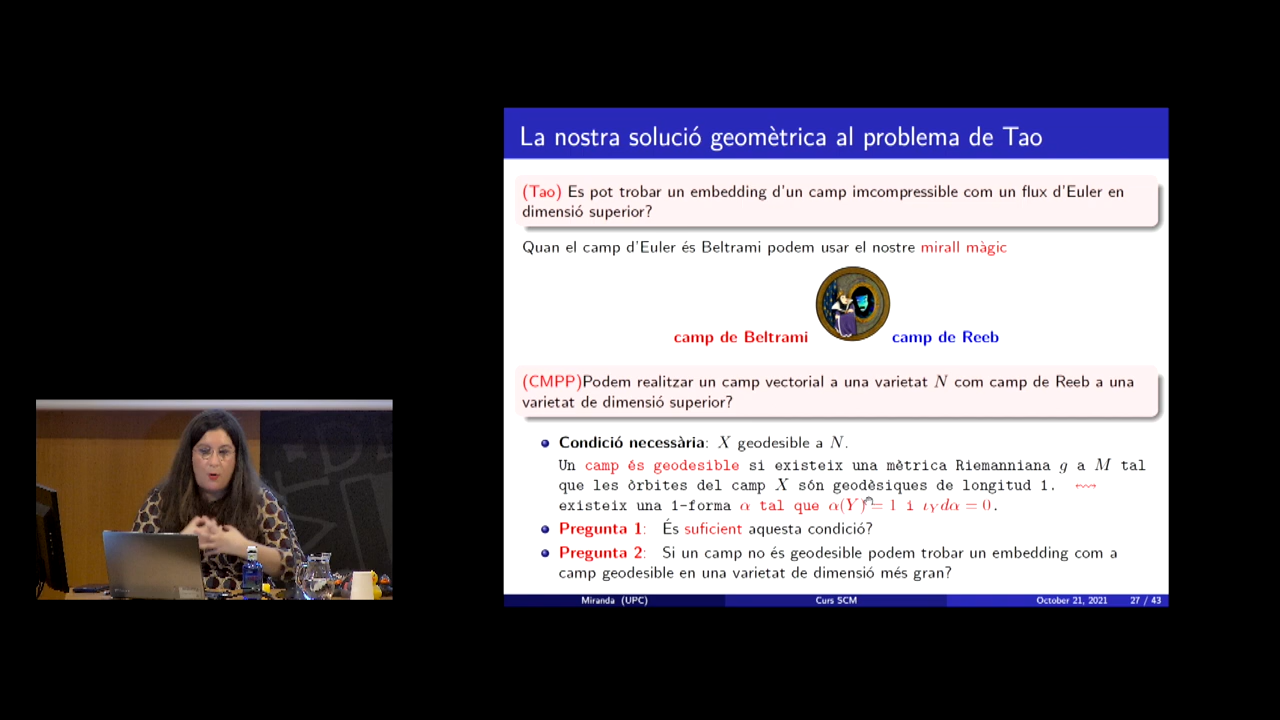 La nostra solució geomètrica al problema de Tao
(Tao) Es pot trobar un embedding d'un camp imcompressible com un flux d'Euler en
dimensió superior?
Quan el camp d'Euler és Beltrami podem usar el nostre mirall màgic
camp de Beltrami camp de Reeb
(CMPP)Podem realitzar un camp vectorial a una varietat N com camp de Reeb a una
varietat de dimensió superior?
Condició necessària: X geodesible a N.
Un camp és geodesible si existeix una mètrica Riemanniana g a M tal
que les òrbites del camp X són geodèsiques de longitud 1. ↭
existeix una 1-forma α tal que α(Y) = 1 i ι_Y dα = 0.
Pregunta 1: És suficient aquesta condició?
Pregunta 2: Si un camp no és geodesible podem trobar un embedding com a
camp geodesible en una varietat de dimensió més gran?
Miranda (UPC) Curs SCM October 21, 2021 27 / 43